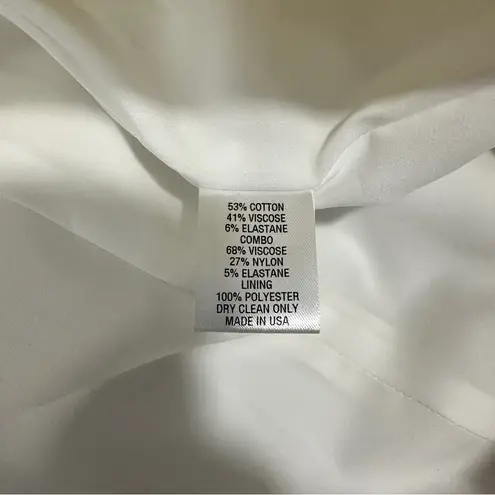 53% COTTON
41% VISCOSE
6% ELASTANE
COMBO
68% VISCOSE
27% NYLON
5% ELASTANE
LINING
100% POLYESTER
DRY CLEAN ONLY
MADE IN USA